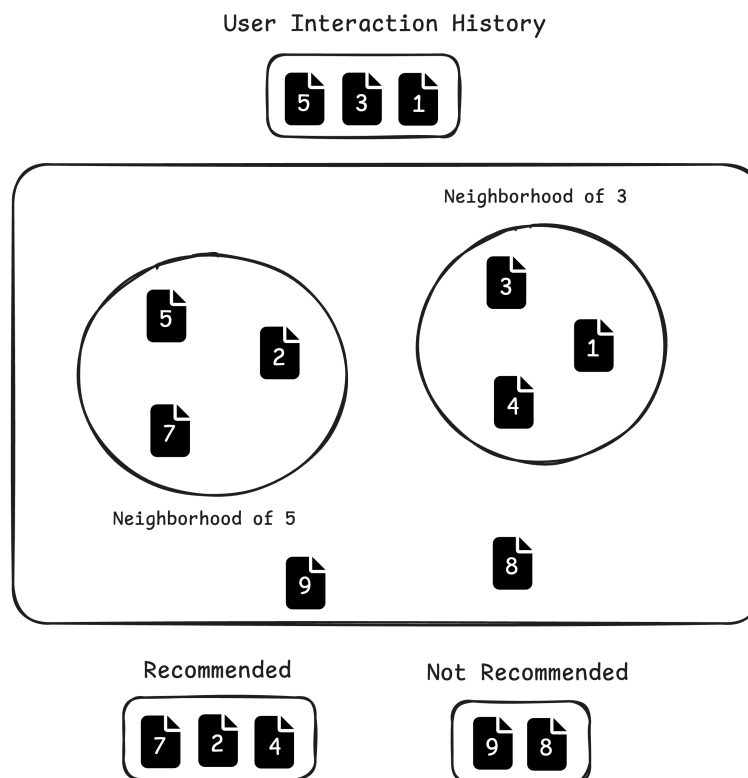 User Interaction History
5 3 1
Neighborhood of 3
3
5
1
2
4
7
Neighborhood of 5
8
9
Recommended
Not Recommended
7 2 4
9 8